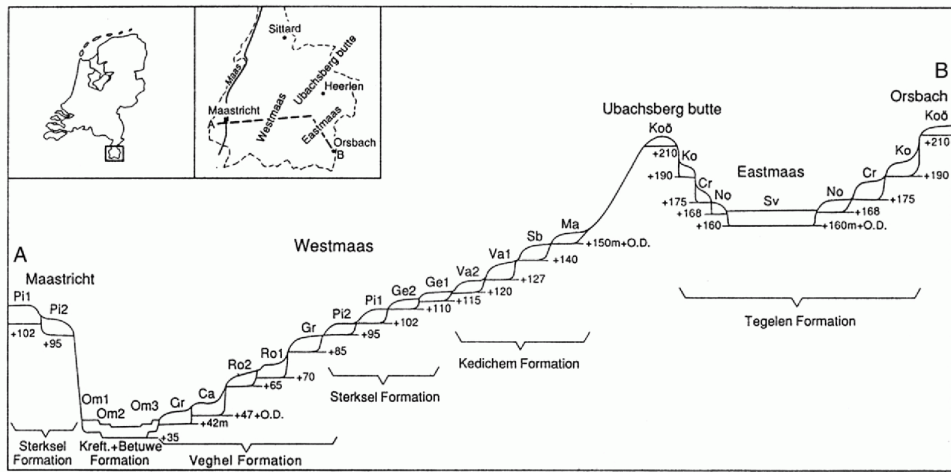 Sittard
Maas
Ubachsberg butte
Heerlen
Maastricht
A
Westmaas
Eastmaas
Orsbach
B
B
Orsbach
Koö
+210
Ko
+190
Cr
+175
No
+168
Sv
+160m+O.D.
Eastmaas
Ubachsberg butte
Koö
+210
Ko
+190
Cr
+175
No
+168
+160
Tegelen Formation
Westmaas
Ma
+150m+O.D.
Sb
+140
Va1
+127
Va2
+120
Kedichem Formation
Ge1
+115
Ge2
+110
Pi1
+102
Pi2
+95
Sterksel Formation
Gr
+85
Ro1
+70
Ro2
+65
Ca
+47+O.D.
Gr
+42m
Veghel Formation
A
Maastricht
Pi1
Pi2
+102
+95
Om1
Om2
Om3
+35
Sterksel
Formation
Kreft.+Betuwe
Formation